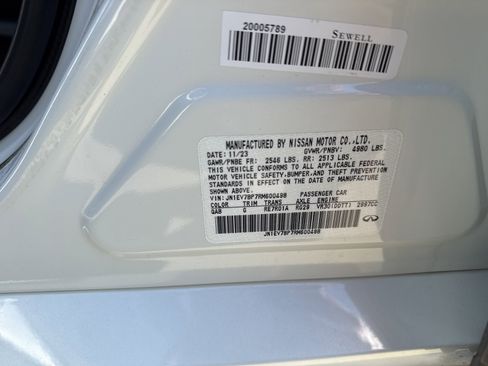 20005789
SEWELL
MANUFACTURED BY NISSAN MOTOR CO.,LTD.
DATE: 11/23 GVWR/PNBV: 4980 LBS.
GAWR/PNBE FR: 2546 LBS. RR: 2513 LBS.
THIS VEHICLE CONFORMS TO ALL APPLICABLE FEDERAL
MOTOR VEHICLE SAFETY,BUMPER,AND THEFT PREVENTION
STANDARDS IN EFFECT ON THE DATE OF MANUFACTURE
SHOWN ABOVE.
VIN: JN1EV7BP7RM600498 PASSENGER CAR
COLOR TRIM TRANS AXLE ENGINE
QAB G RE7R01A RG29 VR30(DDTT) 2997CC
JN1EV7BP7RM600498